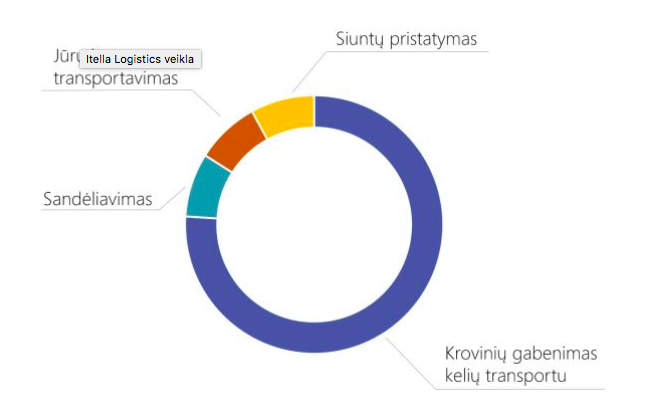 Siuntų pristatymas
Itella Logistics veikla
transportavimas
Sandėliavimas
Krovinių gabenimas
kelių transportu